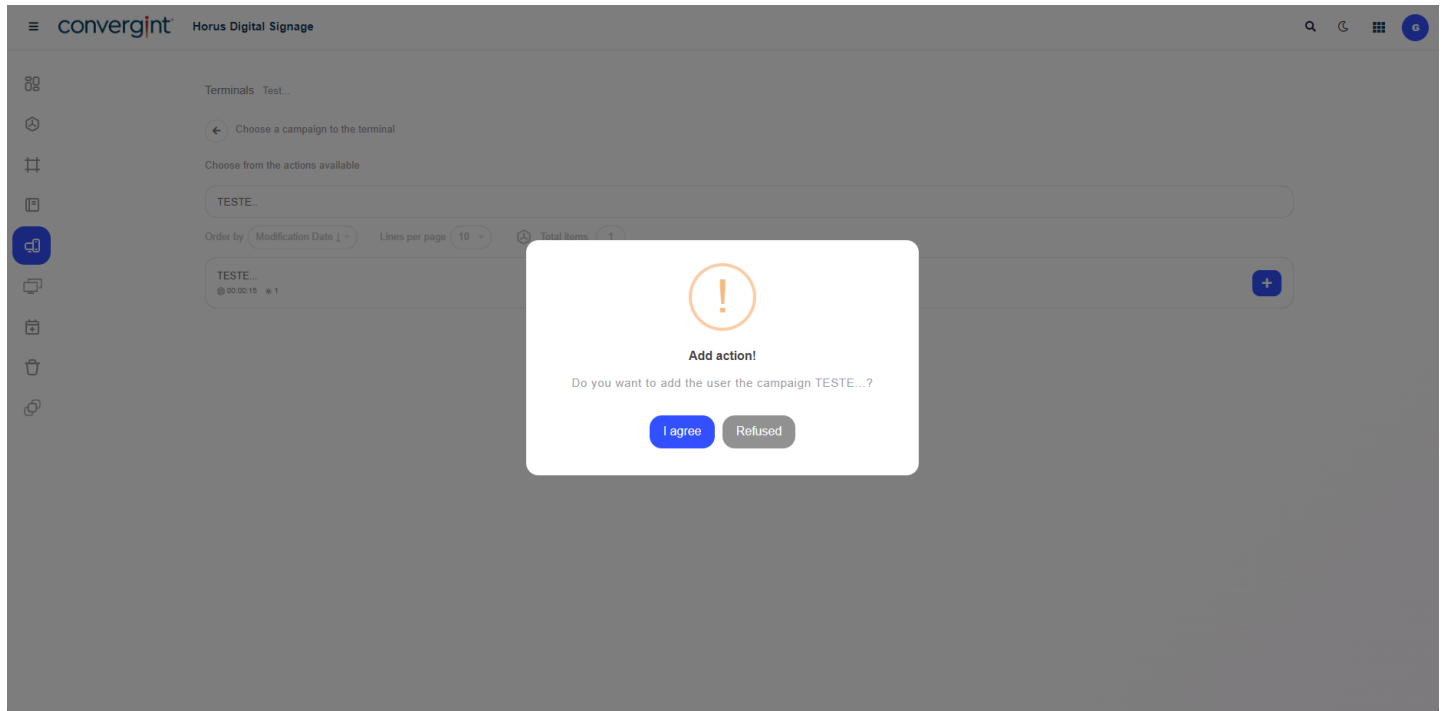 convergint Horus Digital Signage G
Terminals Test...
Choose a campaign to the terminal
Choose from the actions available
TESTE..
Order by Modification Date ↓ Lines per page 10 Total items 1
TESTE...
00:00:15 1
!
Add action!
Do you want to add the user the campaign TESTE...?
I agree Refused